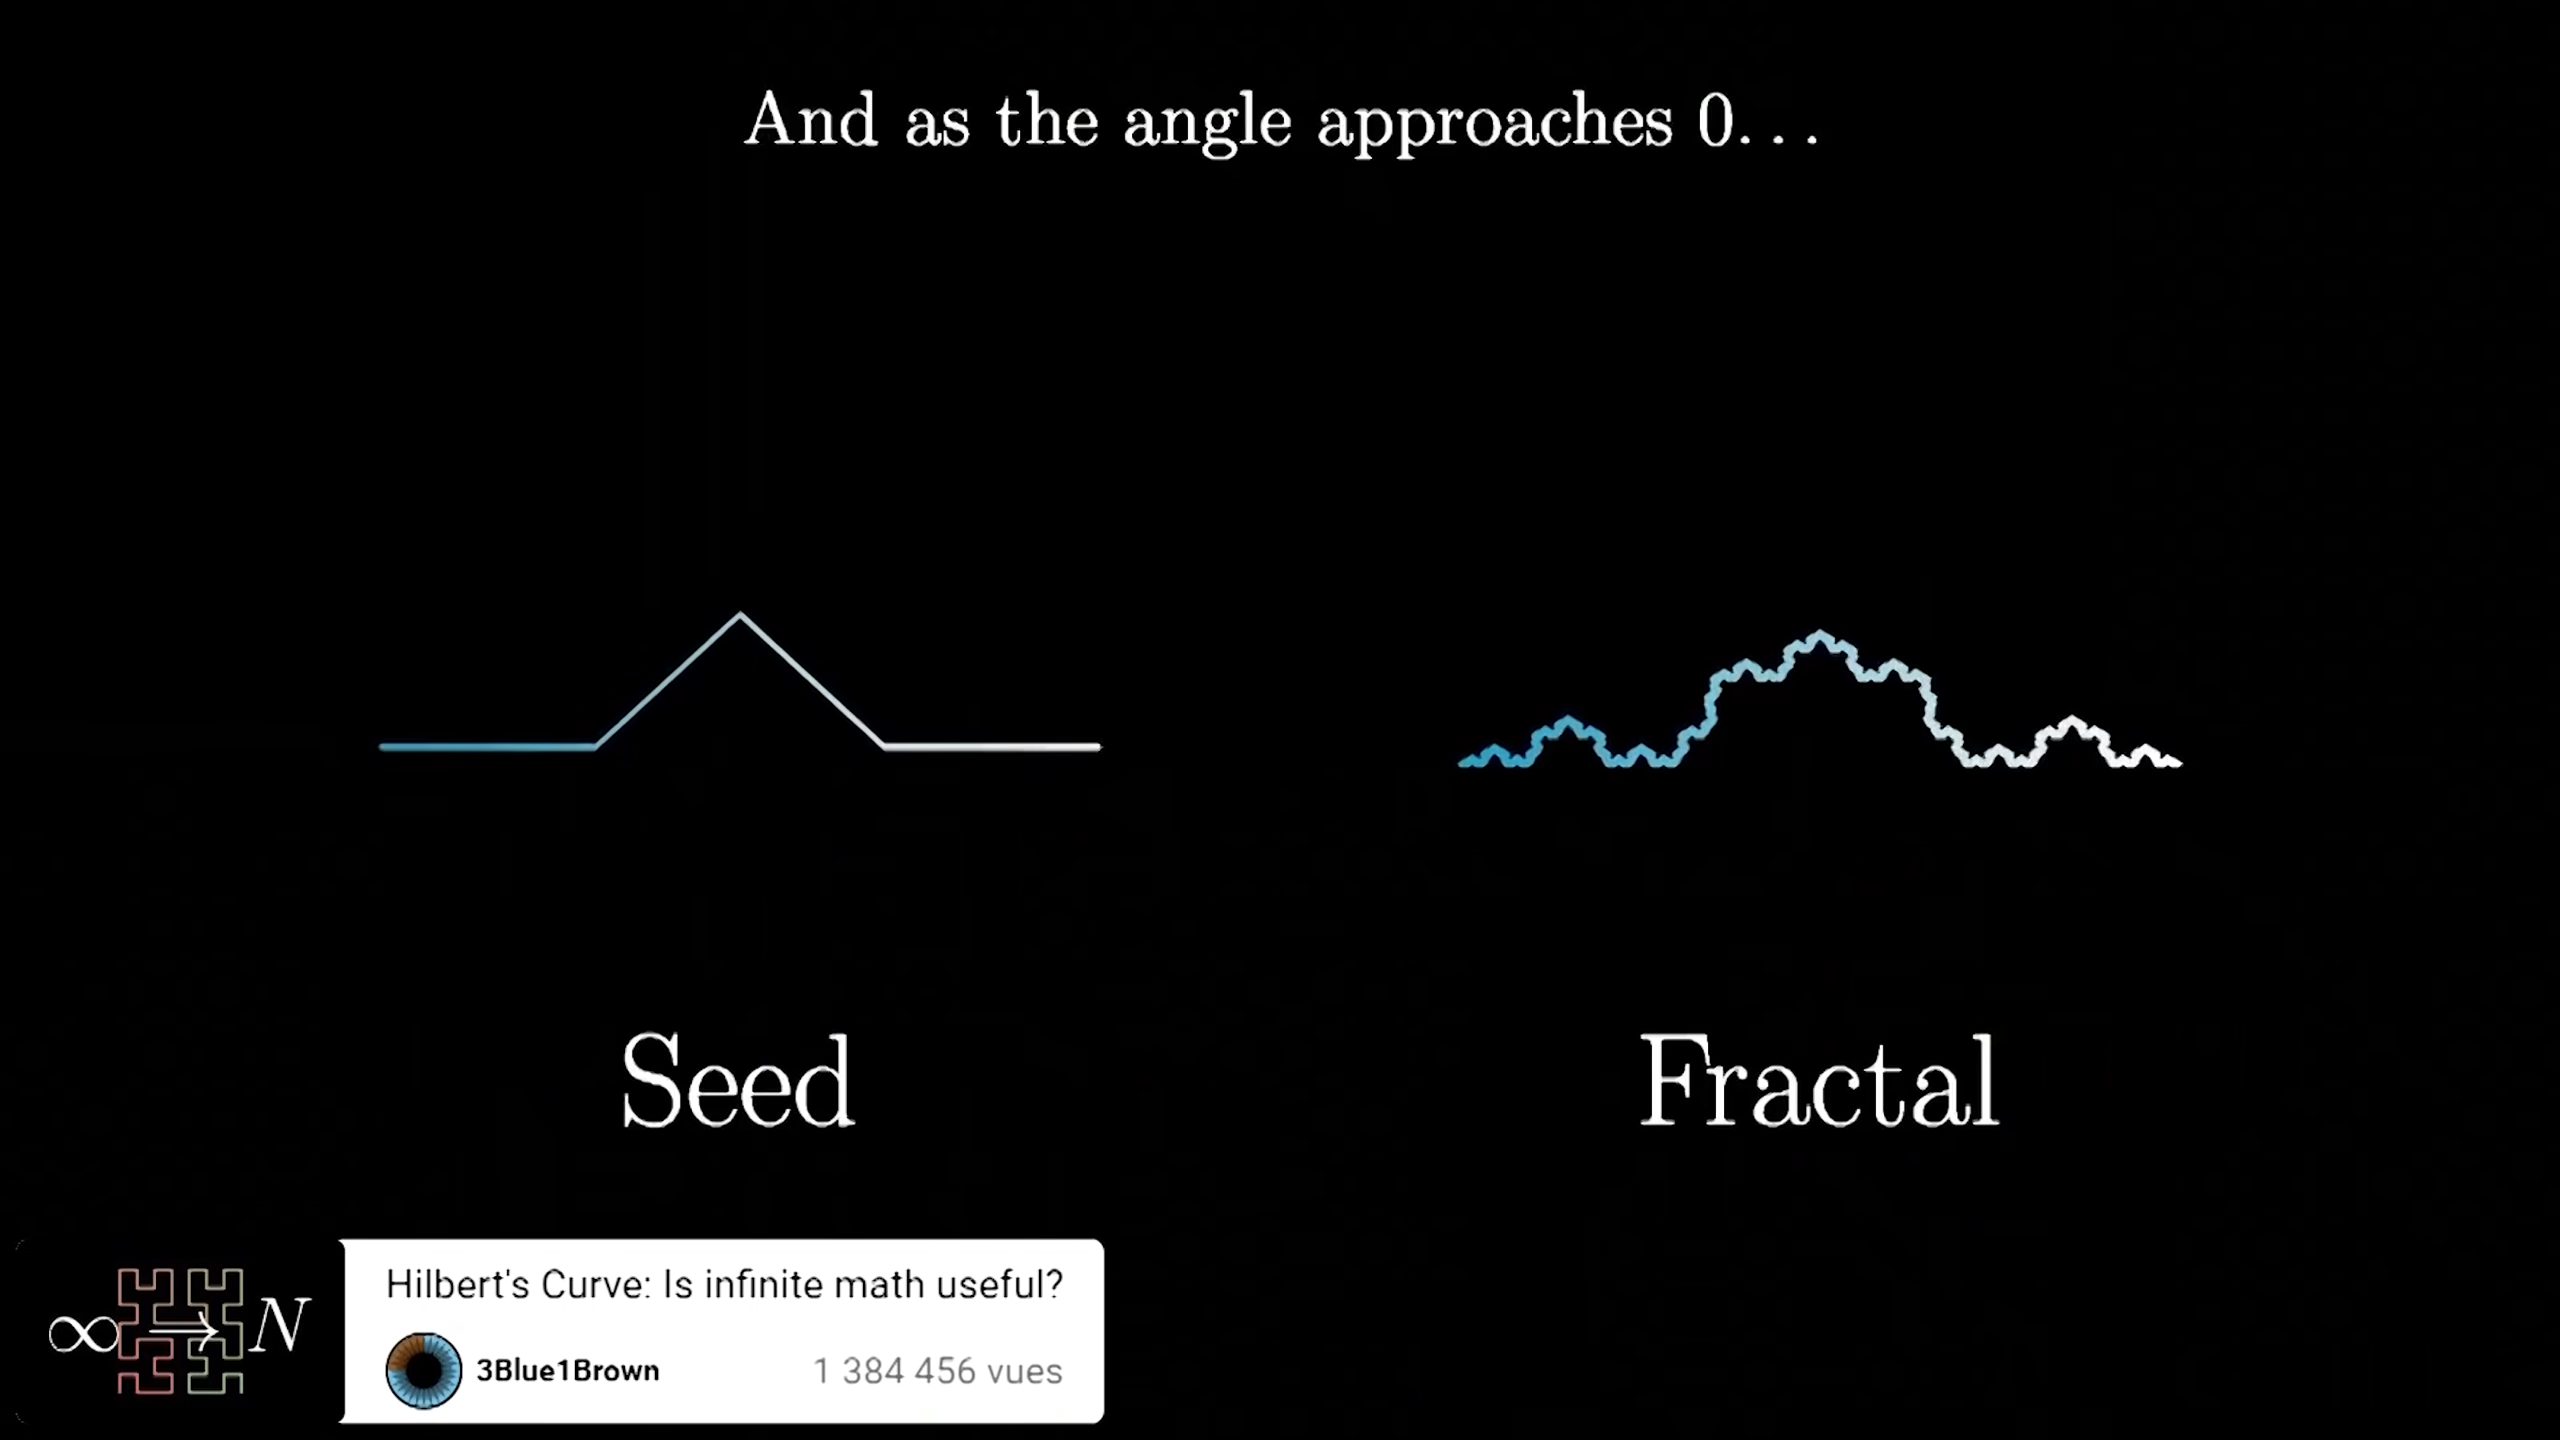 And as the angle approaches 0...
Seed
Fractal
∞ → N
Hilbert's Curve: Is infinite math useful?
3Blue1Brown
1 384 456 vues